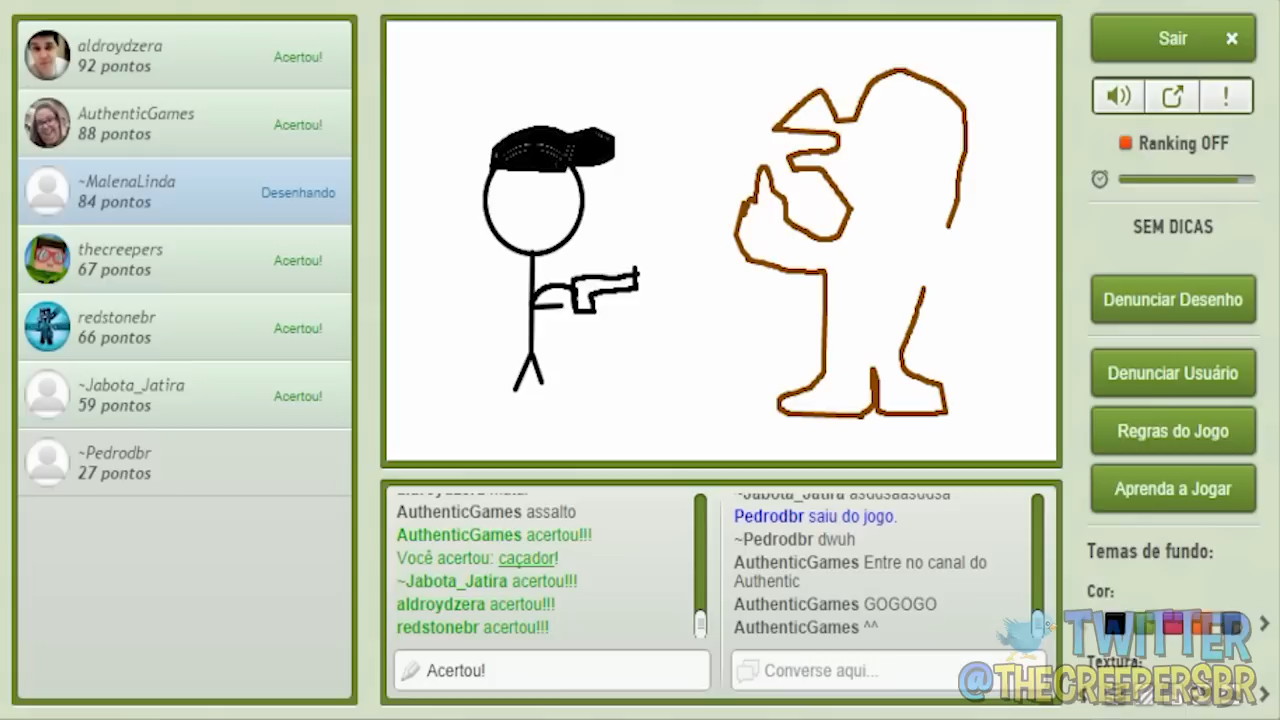 aldroydzera
92 pontos
Acertou!
AuthenticGames
88 pontos
Acertou!
~MalenaLinda
84 pontos
Desenhando
thecreepers
67 pontos
Acertou!
redstonebr
66 pontos
Acertou!
~Jabota_Jatira
59 pontos
Acertou!
~Pedrodbr
27 pontos
AuthenticGames assalto
AuthenticGames acertou!!!
Você acertou: caçador!
~Jabota_Jatira acertou!!!
aldroydzera acertou!!!
redstonebr acertou!!!
Acertou!
~Jabota_Jatira
Pedrodbr saiu do jogo.
~Pedrodbr dwuh
AuthenticGames Entre no canal do
Authentic
AuthenticGames GOGOGO
AuthenticGames ^^
Converse aqui...
Sair ×
!
Ranking OFF
SEM DICAS
Denunciar Desenho
Denunciar Usuário
Regras do Jogo
Aprenda a Jogar
Temas de fundo:
Cor:
Textura:
TWITTER
@THECREEPERSBR